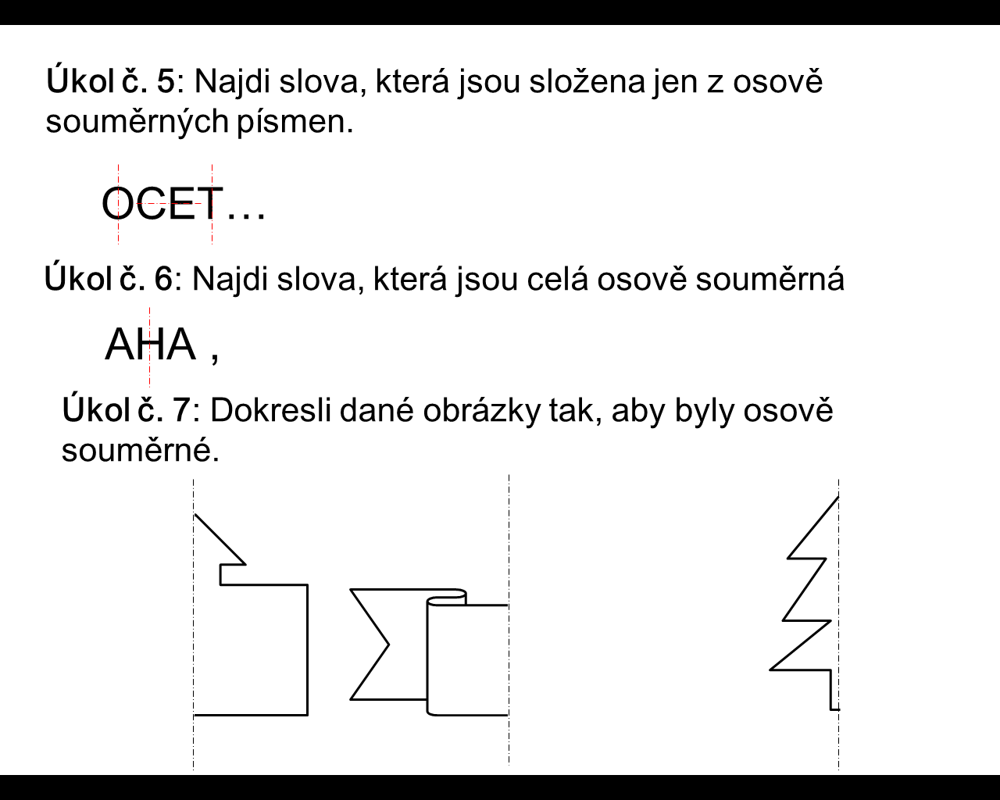 Úkol č. 5: Najdi slova, která jsou složena jen z osově
souměrných písmen.
OCET…
Úkol č. 6: Najdi slova, která jsou celá osově souměrná
AHA ,
Úkol č. 7: Dokresli dané obrázky tak, aby byly osově
souměrné.